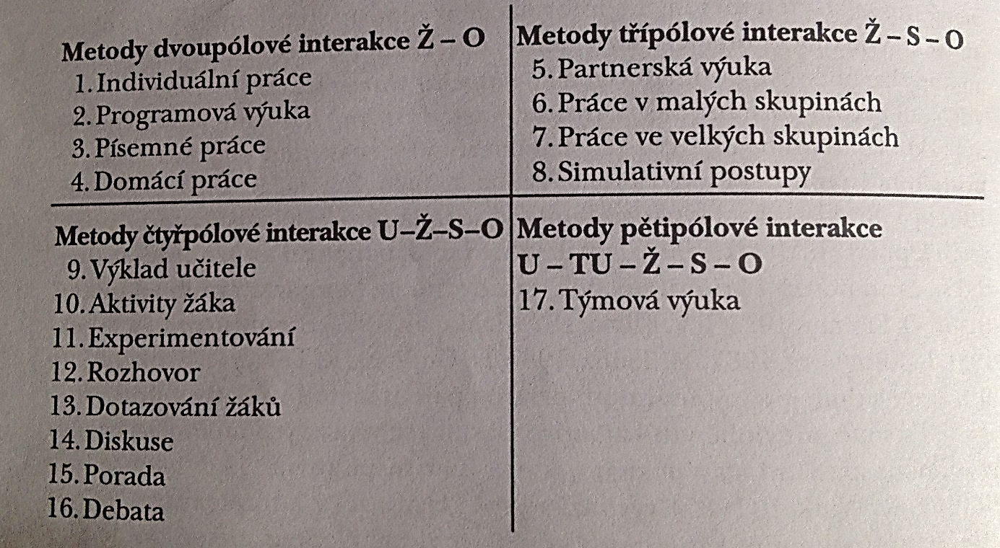 Metody dvoupólové interakce Ž – O
1. Individuální práce
2. Programová výuka
3. Písemné práce
4. Domácí práce
Metody třípólové interakce Ž – S – O
5. Partnerská výuka
6. Práce v malých skupinách
7. Práce ve velkých skupinách
8. Simulativní postupy
Metody čtyřpólové interakce U–Ž–S–O
9. Výklad učitele
10. Aktivity žáka
11. Experimentování
12. Rozhovor
13. Dotazování žáků
14. Diskuse
15. Porada
16. Debata
Metody pětipólové interakce
U – TU – Ž – S – O
17. Týmová výuka